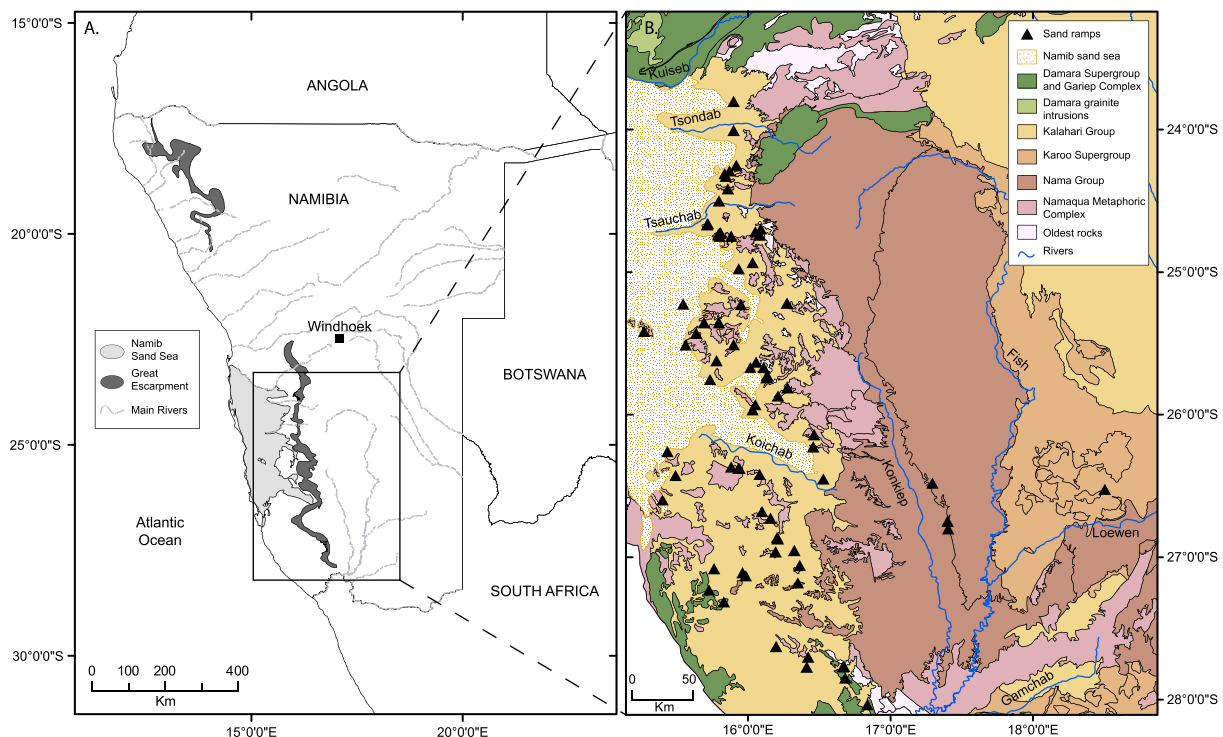 A.
15°0'0"S
20°0'0"S
25°0'0"S
30°0'0"S
ANGOLA
NAMIBIA
Windhoek
BOTSWANA
SOUTH AFRICA
Atlantic
Ocean
Namib
Sand Sea
Great
Escarpment
Main Rivers
0 100 200 400
Km
15°0'0"E
20°0'0"E
B.
Kuiseb
Tsondab
Tsauchab
Koichab
Konkiep
Fish
Loewen
Gamchab
Sand ramps
Namib sand sea
Damara Supergroup
and Gariep Complex
Damara grainite
intrusions
Kalahari Group
Karoo Supergroup
Nama Group
Namaqua Metaphoric
Complex
Oldest rocks
Rivers
24°0'0"S
25°0'0"S
26°0'0"S
27°0'0"S
28°0'0"S
0 50
Km
16°0'0"E
17°0'0"E
18°0'0"E